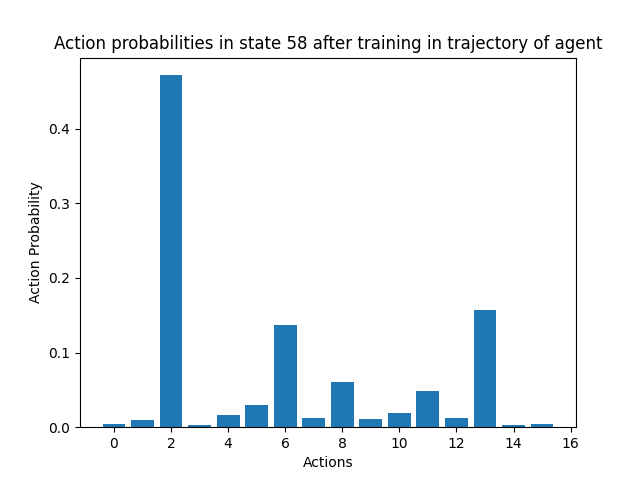 Action probabilities in state 58 after training in trajectory of agent
Action Probability
0.4
0.3
0.2
0.1
0.0
0 2 4 6 8 10 12 14 16
Actions